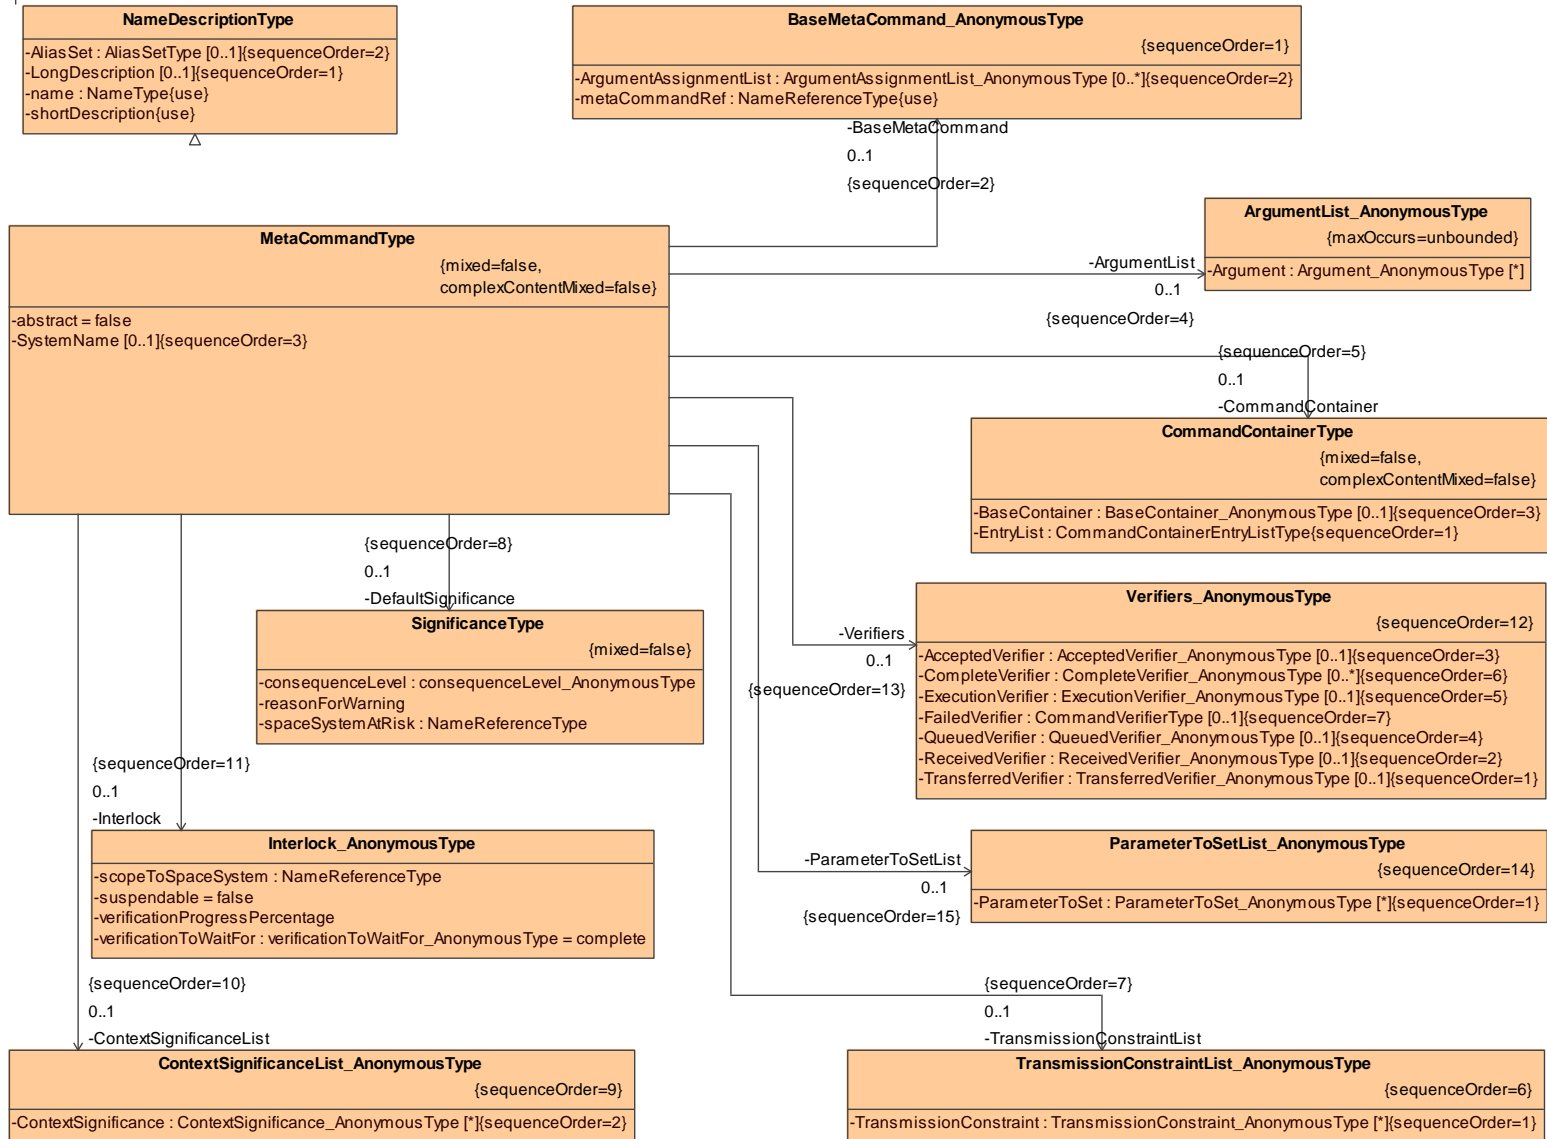 NameDescriptionType
-AliasSet : AliasSetType [0..1]{sequenceOrder=2}
-LongDescription [0..1]{sequenceOrder=1}
-name : NameType{use}
-shortDescription{use}
BaseMetaCommand_AnonymousType
{sequenceOrder=1}
-ArgumentAssignmentList : ArgumentAssignmentList_AnonymousType [0..*]{sequenceOrder=2}
-metaCommandRef : NameReferenceType{use}
-BaseMetaCommand
0..1
{sequenceOrder=2}
MetaCommandType
{mixed=false,
complexContentMixed=false}
-abstract = false
-SystemName [0..1]{sequenceOrder=3}
ArgumentList_AnonymousType
{maxOccurs=unbounded}
-Argument : Argument_AnonymousType [*]
-ArgumentList
0..1
{sequenceOrder=4}
{sequenceOrder=5}
0..1
-CommandContainer
CommandContainerType
{mixed=false,
complexContentMixed=false}
-BaseContainer : BaseContainer_AnonymousType [0..1]{sequenceOrder=3}
-EntryList : CommandContainerEntryListType{sequenceOrder=1}
{sequenceOrder=8}
0..1
-DefaultSignificance
SignificanceType
{mixed=false}
-consequenceLevel : consequenceLevel_AnonymousType
-reasonForWarning
-spaceSystemAtRisk : NameReferenceType
-Verifiers
0..1
{sequenceOrder=13}
Verifiers_AnonymousType
{sequenceOrder=12}
-AcceptedVerifier : AcceptedVerifier_AnonymousType [0..1]{sequenceOrder=3}
-CompleteVerifier : CompleteVerifier_AnonymousType [0..*]{sequenceOrder=6}
-ExecutionVerifier : ExecutionVerifier_AnonymousType [0..1]{sequenceOrder=5}
-FailedVerifier : CommandVerifierType [0..1]{sequenceOrder=7}
-QueuedVerifier : QueuedVerifier_AnonymousType [0..1]{sequenceOrder=4}
-ReceivedVerifier : ReceivedVerifier_AnonymousType [0..1]{sequenceOrder=2}
-TransferredVerifier : TransferredVerifier_AnonymousType [0..1]{sequenceOrder=1}
{sequenceOrder=11}
0..1
-Interlock
Interlock_AnonymousType
-scopeToSpaceSystem : NameReferenceType
-suspendable = false
-verificationProgressPercentage
-verificationToWaitFor : verificationToWaitFor_AnonymousType = complete
-ParameterToSetList
0..1
{sequenceOrder=15}
ParameterToSetList_AnonymousType
{sequenceOrder=14}
-ParameterToSet : ParameterToSet_AnonymousType [*]{sequenceOrder=1}
{sequenceOrder=10}
0..1
-ContextSignificanceList
ContextSignificanceList_AnonymousType
{sequenceOrder=9}
-ContextSignificance : ContextSignificance_AnonymousType [*]{sequenceOrder=2}
{sequenceOrder=7}
0..1
-TransmissionConstraintList
TransmissionConstraintList_AnonymousType
{sequenceOrder=6}
-TransmissionConstraint : TransmissionConstraint_AnonymousType [*]{sequenceOrder=1}